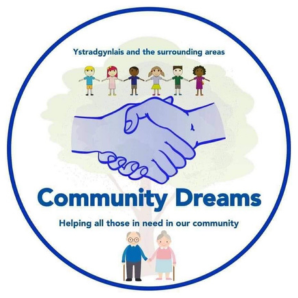 Ystradgynlais and the surrounding areas
Community Dreams
Helping all those in need in our community